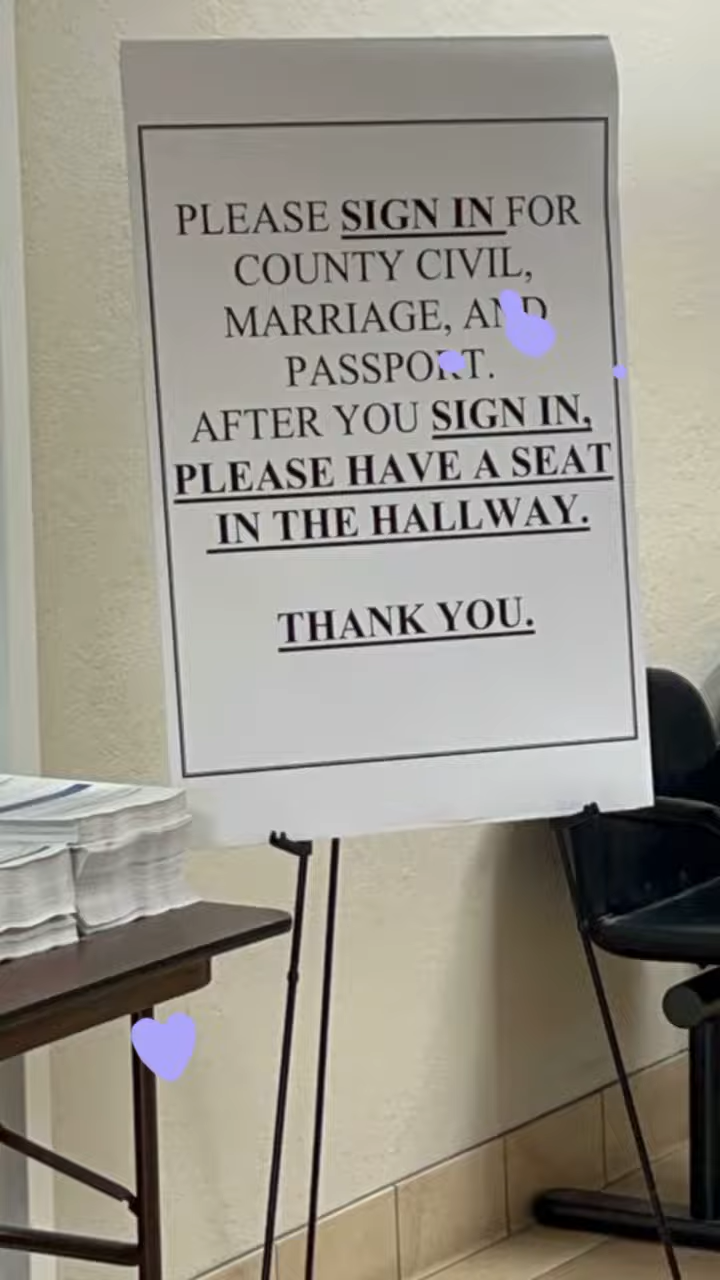 PLEASE SIGN IN FOR
COUNTY CIVIL,
MARRIAGE, AND
PASSPORT.
AFTER YOU SIGN IN,
PLEASE HAVE A SEAT
IN THE HALLWAY.
THANK YOU.